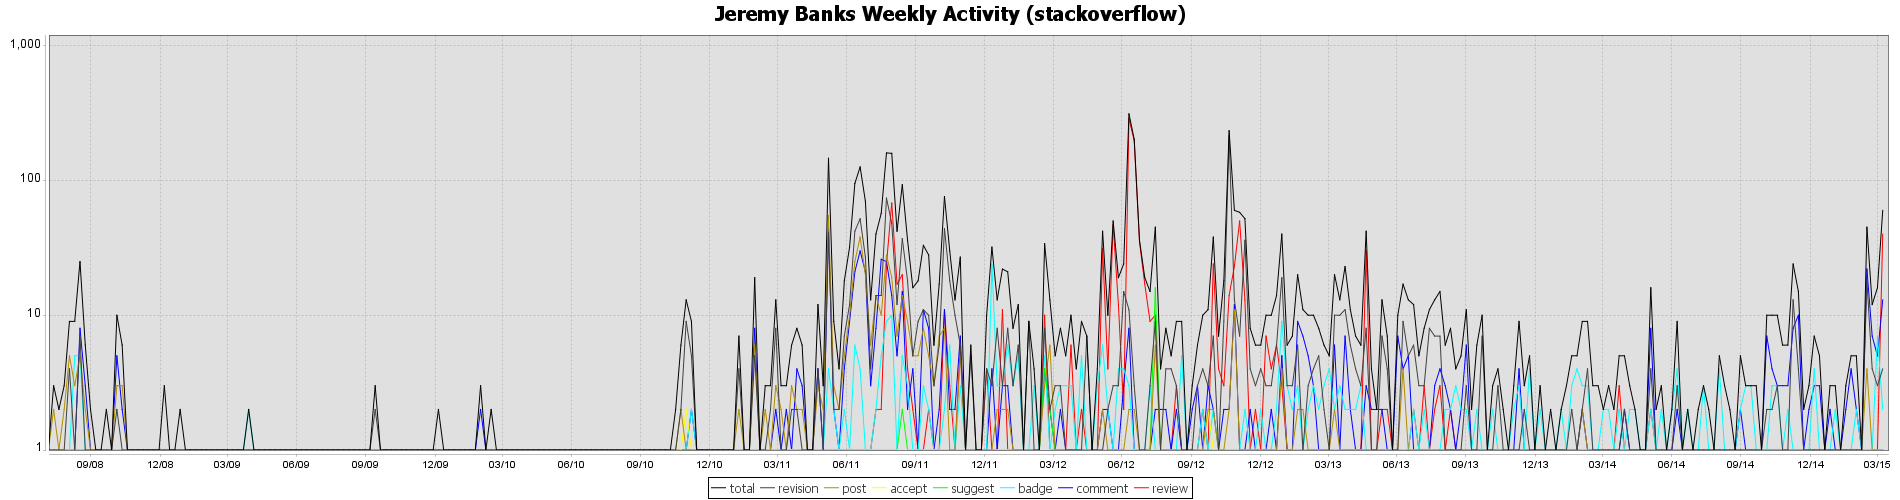 Jeremy Banks Weekly Activity (stackoverflow)
1,000
100
10
1
09/08 12/08 03/09 06/09 09/09 12/09 03/10 06/10 09/10 12/10 03/11 06/11 09/11 12/11 03/12 06/12 09/12 12/12 03/13 06/13 09/13 12/13 03/14 06/14 09/14 12/14 03/15
total revision post accept suggest badge comment review